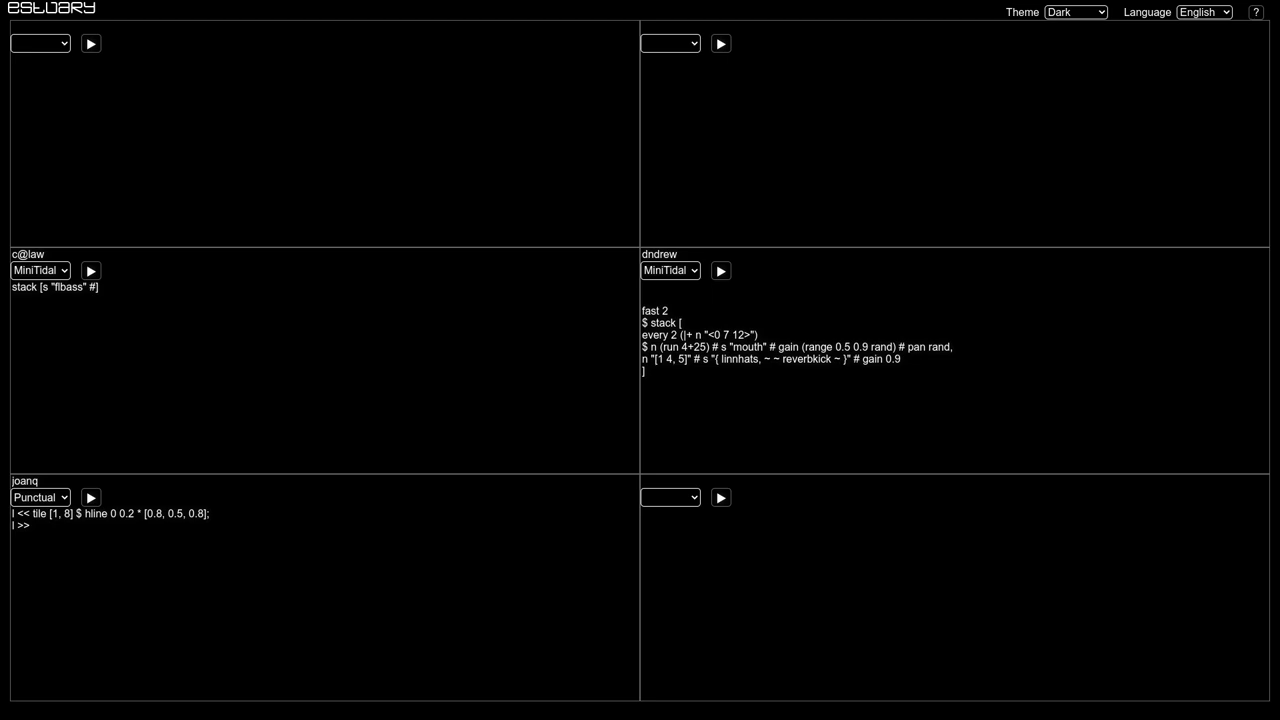 estuary
Theme Dark Language English ?
c@law
MiniTidal
stack [s "flbass" #]
dndrew
MiniTidal
fast 2
$ stack [
every 2 (|+ n "<0 7 12>")
$ n (run 4+25) # s "mouth" # gain (range 0.5 0.9 rand) # pan rand,
n "[1 4, 5]" # s "{ linnhats, ~ ~ reverbkick ~ }" # gain 0.9
]
joanq
Punctual
l << tile [1, 8] $ hline 0 0.2 * [0.8, 0.5, 0.8];
l >>